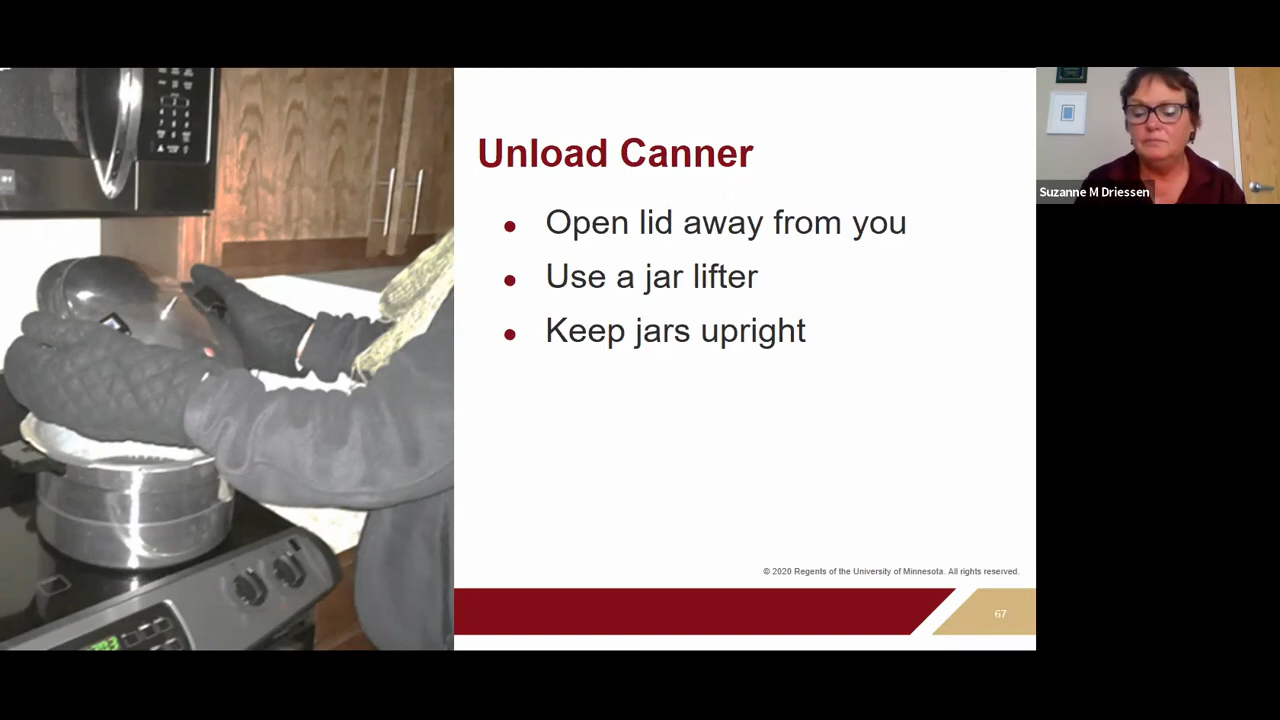 Unload Canner
• Open lid away from you
• Use a jar lifter
• Keep jars upright
© 2020 Regents of the University of Minnesota. All rights reserved.
67
Suzanne M Driessen